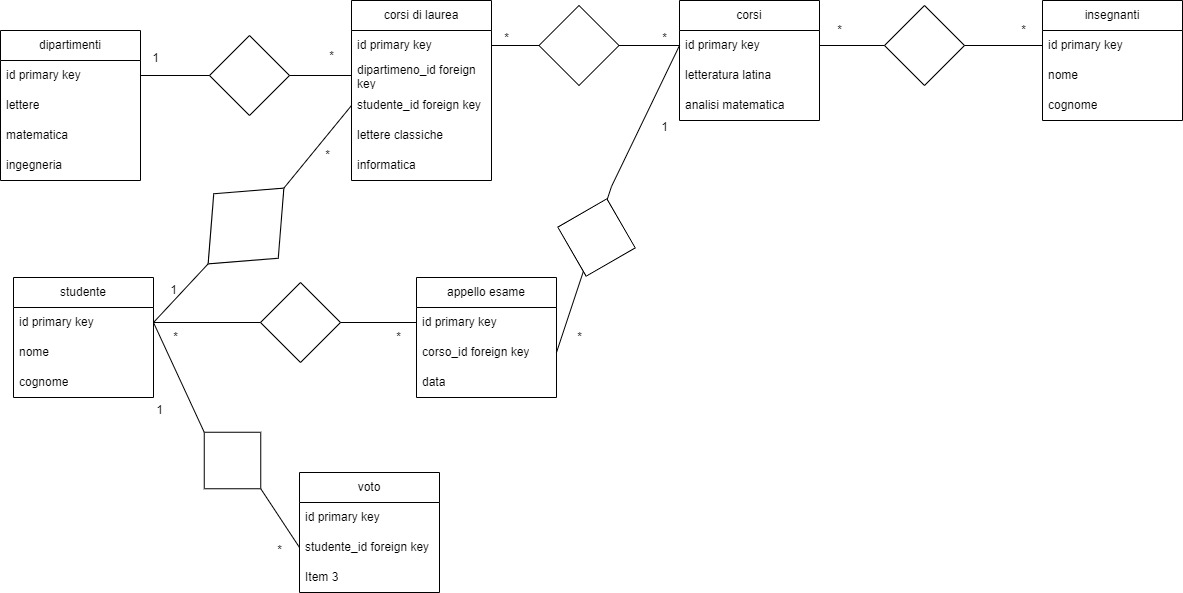 dipartimenti
id primary key
lettere
matematica
ingegneria
1
*
corsi di laurea
id primary key
dipartimeno_id foreign
key
studente_id foreign key
lettere classiche
informatica
*
*
corsi
id primary key
letteratura latina
analisi matematica
*
*
insegnanti
id primary key
nome
cognome
*
1
1
studente
id primary key
nome
cognome
*
*
appello esame
id primary key
corso_id foreign key
data
*
1
*
voto
id primary key
studente_id foreign key
Item 3